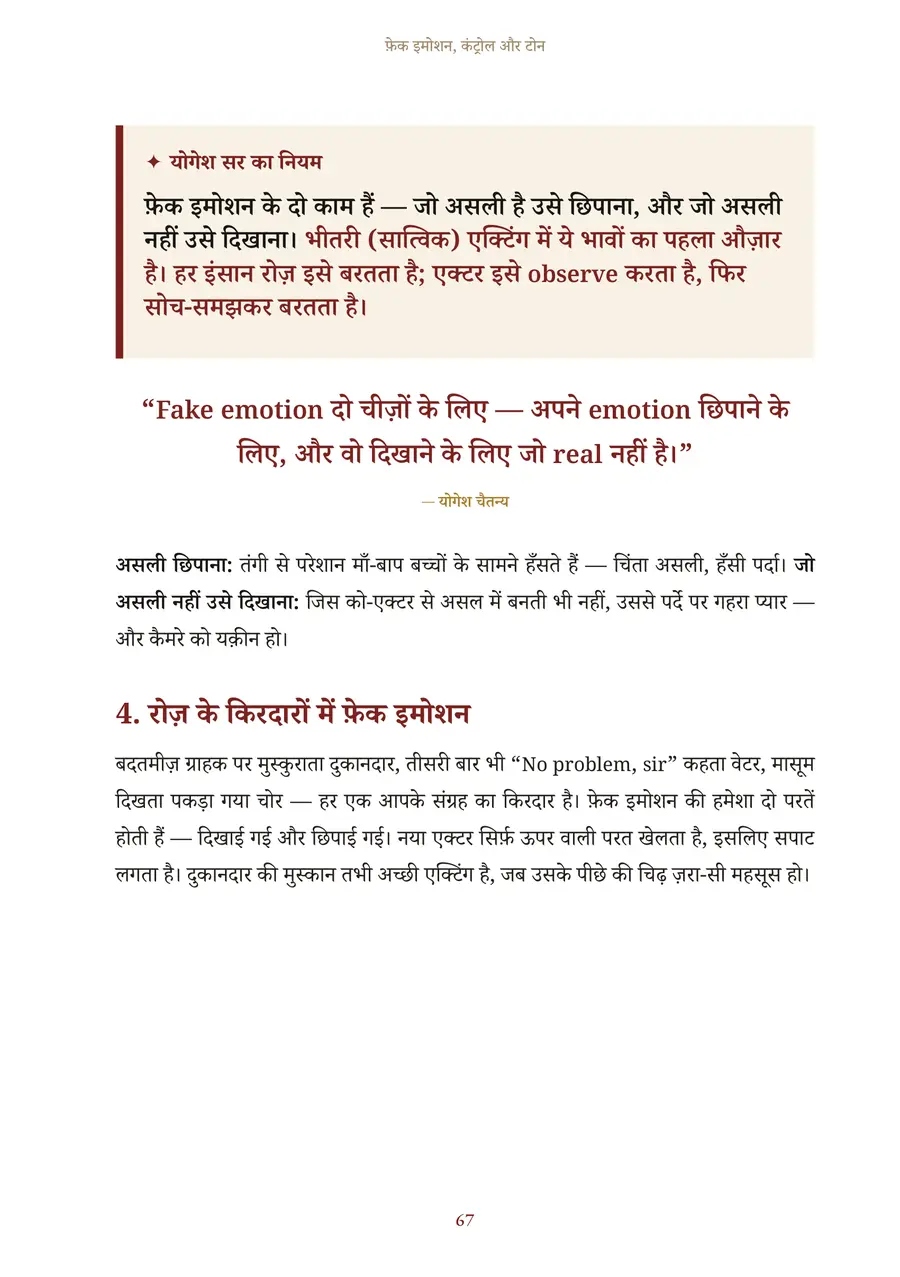 फ़ेक इमोशन, कंट्रोल और टोन
✦ योगेश सर का नियम
फ़ेक इमोशन के दो काम हैं — जो असली है उसे छिपाना, और जो असली
नहीं उसे दिखाना। भीतरी (सात्विक) एक्टिंग में ये भावों का पहला औज़ार
है। हर इंसान रोज़ इसे बरतता है; एक्टर इसे observe करता है, फिर
सोच-समझकर बरतता है।
“Fake emotion दो चीज़ों के लिए — अपने emotion छिपाने के
लिए, और वो दिखाने के लिए जो real नहीं है।”
— योगेश चैतन्य
असली छिपाना: तंगी से परेशान माँ-बाप बच्चों के सामने हँसते हैं — चिंता असली, हँसी पर्दा। जो
असली नहीं उसे दिखाना: जिस को-एक्टर से असल में बनती भी नहीं, उससे पर्दे पर गहरा प्यार —
और कैमरे को यक़ीन हो।
4. रोज़ के किरदारों में फ़ेक इमोशन
बदतमीज़ ग्राहक पर मुस्कुराता दुकानदार, तीसरी बार भी “No problem, sir” कहता वेटर, मासूम
दिखता पकड़ा गया चोर — हर एक आपके संग्रह का किरदार है। फ़ेक इमोशन की हमेशा दो परतें
होती हैं — दिखाई गई और छिपाई गई। नया एक्टर सिर्फ़ ऊपर वाली परत खेलता है, इसलिए सपाट
लगता है। दुकानदार की मुस्कान तभी अच्छी एक्टिंग है, जब उसके पीछे की चिढ़ ज़रा-सी महसूस हो।
67